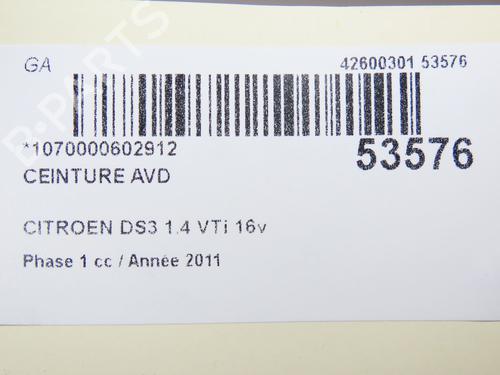 GA
42600301 53576
*1070000602912
53576
CEINTURE AVD
CITROEN DS3 1.4 VTi 16v
Phase 1 cc / Année 2011
B-PARTS